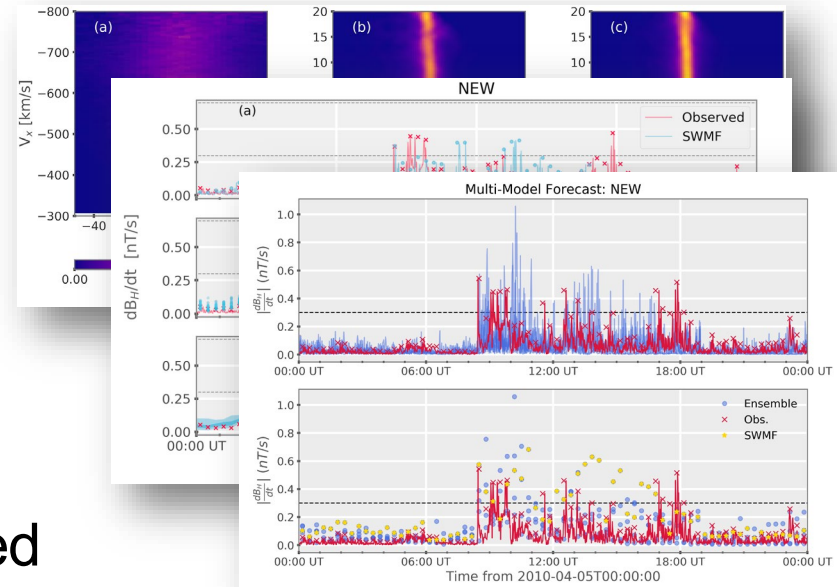 −800
−700
−600
−500
−400
−300
Vx [km/s]
(a)
−40
0.00
20
15
10
(b)
20
15
10
(c)
NEW
(a)
Observed
SWMF
0.50
0.25
0.00
0.50
0.25
0.00
0.50
0.25
0.00
dBH/dt [nT/s]
00:00 UT
Multi-Model Forecast: NEW
1.0
0.8
0.6
0.4
0.2
0.0
|dBH/dt| (nT/s)
00:00 UT 06:00 UT 12:00 UT 18:00 UT 00:00 UT
1.0
0.8
0.6
0.4
0.2
0.0
|dBH/dt| (nT/s)
Ensemble
Obs.
SWMF
00:00 UT 06:00 UT 12:00 UT 18:00 UT 00:00 UT
Time from 2010-04-05T00:00:00
ed